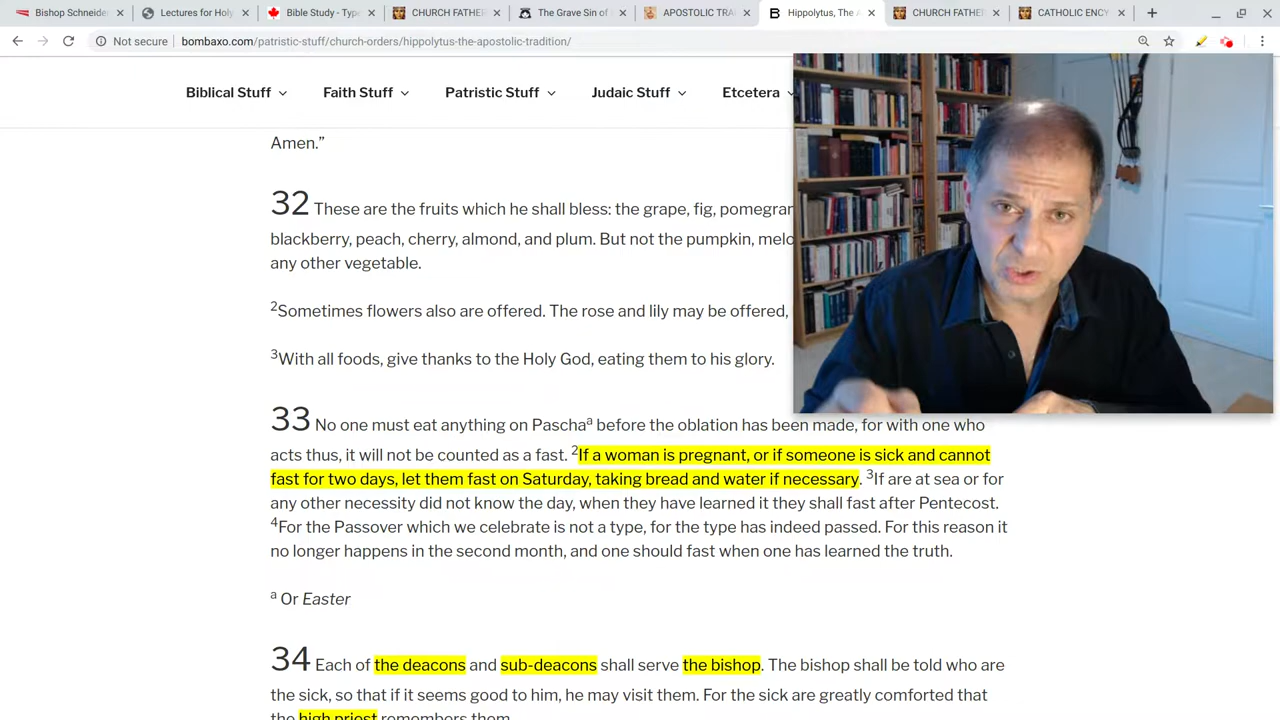 Bishop Schneider
Lectures for Holy
Bible Study - Type
CHURCH FATHER
The Grave Sin of
APOSTOLIC TRA
Hippolytus, The A
CHURCH FATHE
CATHOLIC ENCY
Not secure | bombaxo.com/patristic-stuff/church-orders/hippolytus-the-apostolic-tradition/
Biblical Stuff Faith Stuff Patristic Stuff Judaic Stuff Etcetera
Amen.”
32 These are the fruits which he shall bless: the grape, fig, pomegran
blackberry, peach, cherry, almond, and plum. But not the pumpkin, melo
any other vegetable.
2Sometimes flowers also are offered. The rose and lily may be offered,
3With all foods, give thanks to the Holy God, eating them to his glory.
33 No one must eat anything on Paschaa before the oblation has been made, for with one who
acts thus, it will not be counted as a fast. 2If a woman is pregnant, or if someone is sick and cannot
fast for two days, let them fast on Saturday, taking bread and water if necessary. 3If are at sea or for
any other necessity did not know the day, when they have learned it they shall fast after Pentecost.
4For the Passover which we celebrate is not a type, for the type has indeed passed. For this reason it
no longer happens in the second month, and one should fast when one has learned the truth.
a Or Easter
34 Each of the deacons and sub-deacons shall serve the bishop. The bishop shall be told who are
the sick, so that if it seems good to him, he may visit them. For the sick are greatly comforted that
the high priest remembers them.